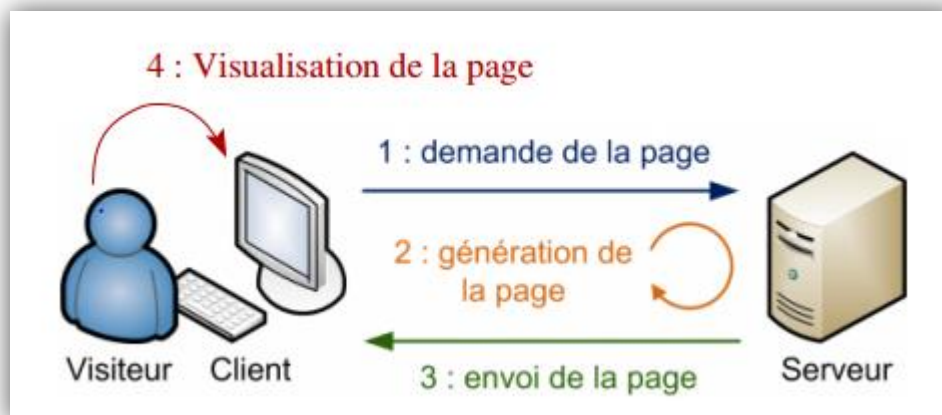 4 : Visualisation de la page
1 : demande de la page
2 : génération de
la page
3 : envoi de la page
Visiteur
Client
Serveur